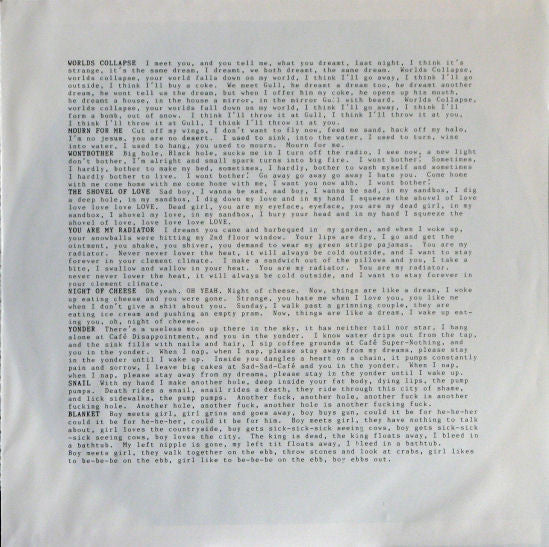 WORLDS COLLAPSE I meet you, and you tell me, what you dreamt, last night, I think it's
strange, it's the same dream, I dreamt, we both dreamt, the same dream. Worlds Collapse,
worlds collapse, your world falls down on my world, I think I'll go away, I think I'll go
outside, I think I'll buy a coke. We meet Gull, he dreamt a dream too, he dreamt another
dream, he wont tell us the dream, but when I offer him my coke, he opens up his mouth,
he dreamt a house, in the house a mirror, in the mirror Gull with beard. Worlds Collapse,
worlds collapse, your world fall down on my world, I think I'll go away, I think I'll
form a bomb, out of snow. I think I'll throw it at Gull, I think I'll throw it at you,
I think I'll throw it at Gull, I think I'll throw it at you.
MOURN FOR ME Cut off my wings, I don't want to fly now, feed me sand, back off my halo,
I'm no jesus, you are no desert. I used to sink, into the water, I used to turn, wine
into water, I used to hang, you used to mourn. Mourn for me.
WONTBOTHER Big hole, Black hole, sucks me in I turn off the radio, I see now, a new light
don't bother, I'm alright and small spark turns into big fire. I wont bother! Sometimes,
I hardly, bother to make my bed, sometimes, I hardly, bother to wash myself and sometimes
I hardly bother to live. I wont bother! Go away go away go away I hate you. Come home
with me come home with me come home with me, I want you now ahh, I wont bother!
THE SHOVEL OF LOVE Sad boy, I wanna be sad, sad boy, I wanna be sad, in my sandbox, I dig
a deep hole, in my sandbox, I dig down my love and in my hand I squeeze the shovel of love
love love love LOVE. Dead girl, you are my eyeface, eyeface, you are my dead girl, in my
sandbox, I shovel my love, in my sandbox, I bury your head and in my hand I squeeze the
shovel of love, love love love LOVE.
YOU ARE MY RADIATOR I dreamt you came and barbequed in my garden, and when I woke up,
your snowballs were hitting my 2nd floor window. Your lips are dry, I go and get the
ointment, you shake, you shiver, you demand to wear my green stripe pajamas. You are my
radiator. Never never lower the heat, it will always be cold outside, and I want to stay
forever in your clement climate. I make a sandwich out of the pillows and you, I take a
bite, I swallow and wallow in your heat. You are my radiator. You are my radiator,
never never lower the heat, it will always be cold outside, and I want to stay forever in
your clement climate.
NIGHT OF CHEESE Oh yeah. OH YEAH, Night of cheese. Now, things are like a dream, I woke
up eating cheese and you were gone. Strange, you hate me when I love you, you like me
when I don't give a shit about you. Sunday, I walk past a grinning couple, they are
eating ice cream and pushing an empty pram. Now, things are like a dream, I wake up eat-
ing you, oh, night of cheese.
YONDER There's a useless moon up there in the sky, it has neither tail nor star, I hang
alone at Café Disappointment, and you in the yonder. I know water drips out from the tap,
and the sink fills with nails and hair, I sip coffee grounds at Café Super-Nothing, and
you in the yonder. When I nap, when I nap, please stay away from my dreams, please stay
in the yonder until I wake up. Inside you dangles a heart on a chain, it pumps constantly
pain and sorrow, I leave big cakes at Sad-Sad-Café and you in the yonder. When I nap,
when I nap, please stay away from my dreams, please stay in the yonder until I wake up.
SNAIL With my hand I make another hole, deep inside your fat body, dying lips, the pump
pumps. Death rides a snail, snail rides a death, they ride through this city of shame,
and lick sidewalks, the pump pumps. Another fuck, another hole, another fuck is another
fucking hole. Another hole, another fuck, another hole is another fucking fuck.
BLANKET Boy meets girl, girl grins and goes away, boy buys gun, could it be for he-he-her
could it be for he-he-her, could it be for him. Boy meets girl, they have nothing to talk
about, girl loves the countryside, boy gets sick-sick-sick seeing cows, boy gets sick-sick
-sick seeing cows, boy loves the city. The king is dead, the king floats away, I bleed in
a bathtub. My left nipple is gone, my left tit floats away, I bleed in a bathtub.
Boy meets girl, they walk together on the ebb, throw stones and look at crabs, girl likes
to be-be-be on the ebb, girl like to be-be-be on the ebb, boy ebbs out.